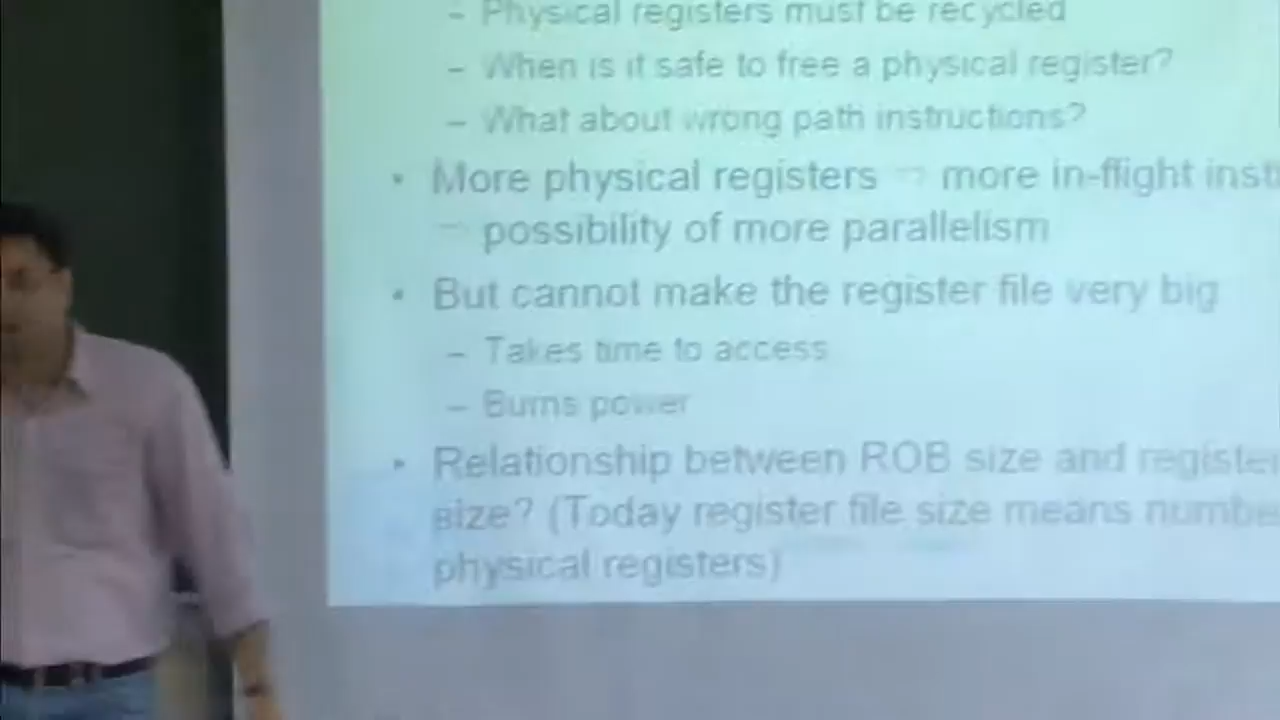 – Physical registers must be recycled
– When is it safe to free a physical register?
– What about wrong path instructions?
• More physical registers ⇒ more in-flight inst
⇒ possibility of more parallelism
• But cannot make the register file very big
– Takes time to access
– Burns power
• Relationship between ROB size and register
size? (Today register file size means numbe
physical registers)